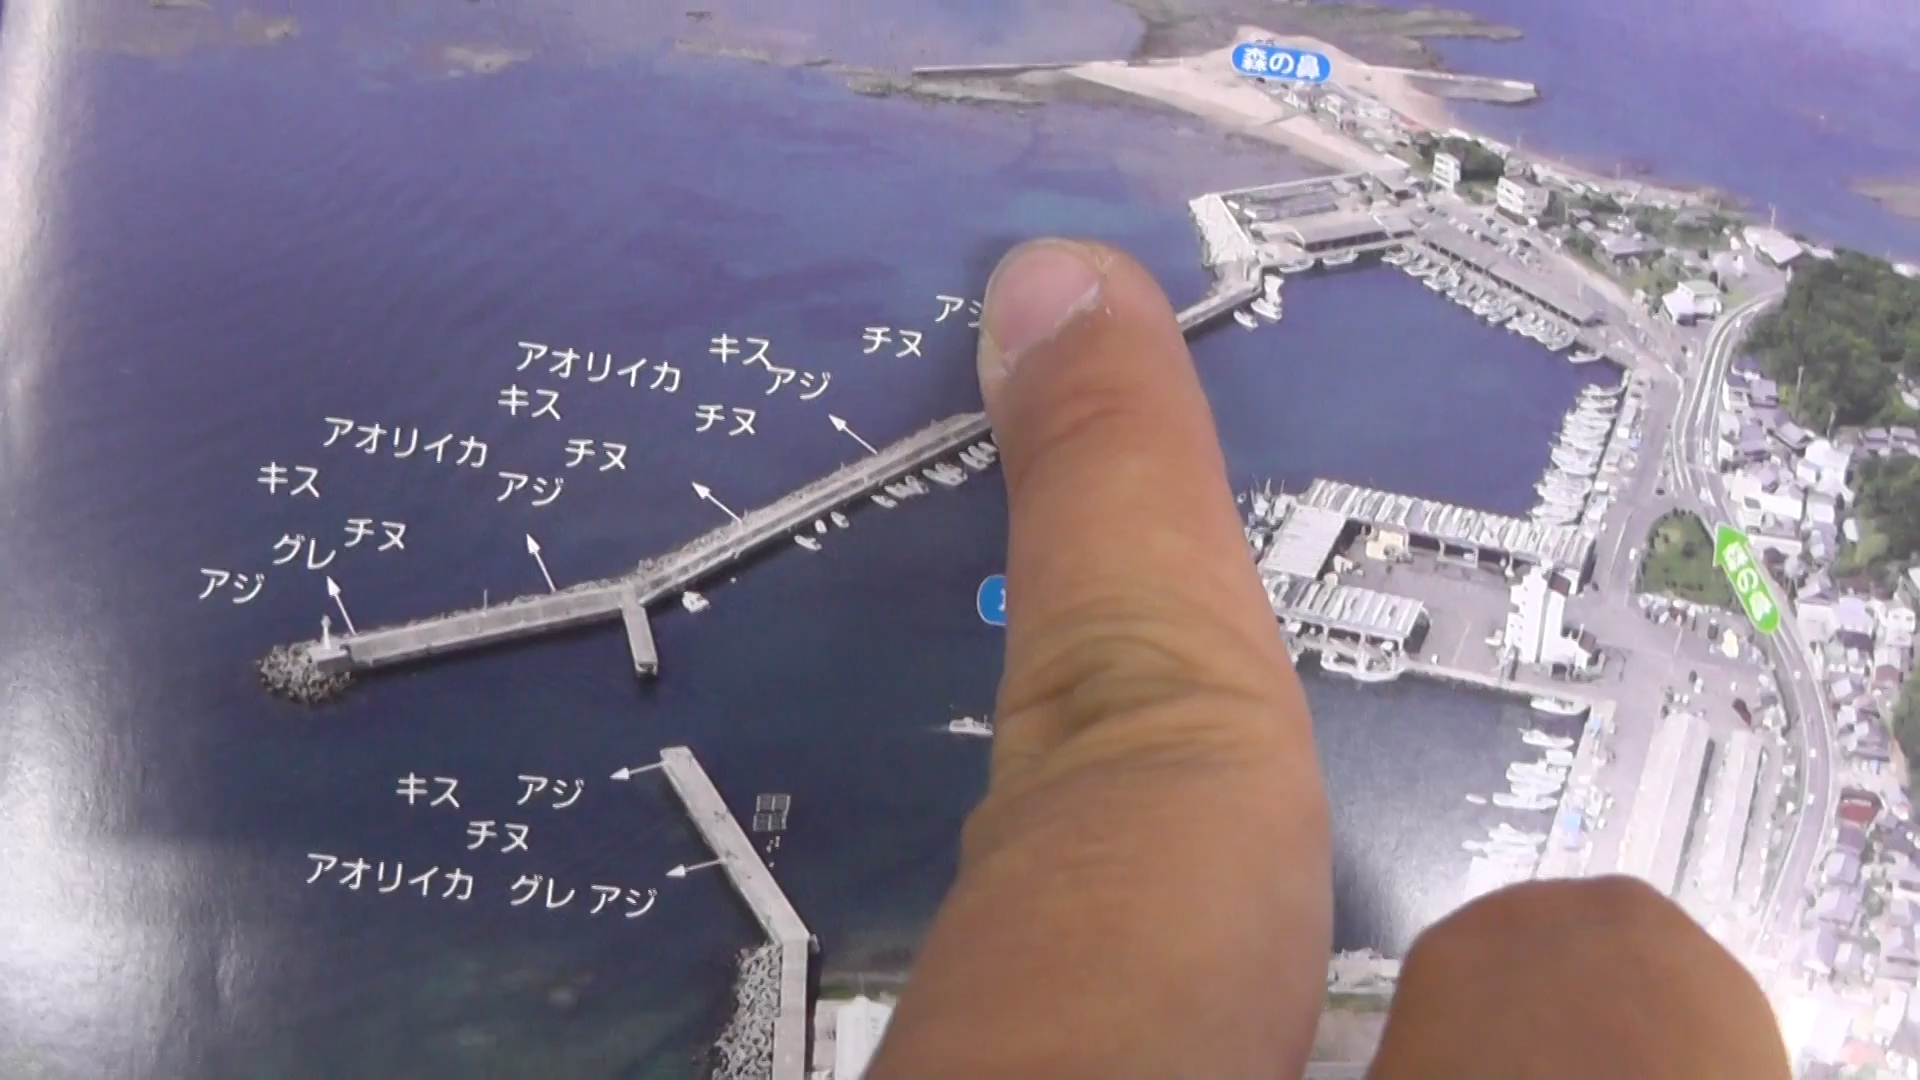 森の鼻
アジ
チヌ
キス
アジ
アオリイカ
チヌ
キス
アオリイカ
チヌ
アジ
キス
チヌ
グレ
アジ
森の鼻
キス アジ
チヌ
アオリイカ グレ アジ